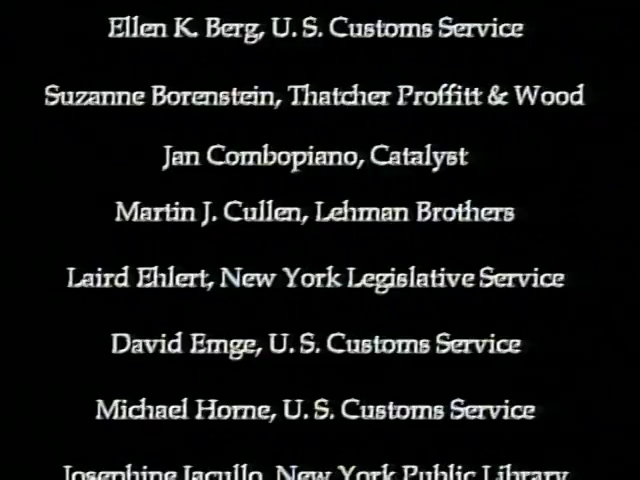 Ellen K. Berg, U. S. Customs Service
Suzanne Borenstein, Thatcher Proffitt & Wood
Jan Combopiano, Catalyst
Martin J. Cullen, Lehman Brothers
Laird Ehlert, New York Legislative Service
David Emge, U. S. Customs Service
Michael Horne, U. S. Customs Service
Josephine Iacullo, New York Public Library